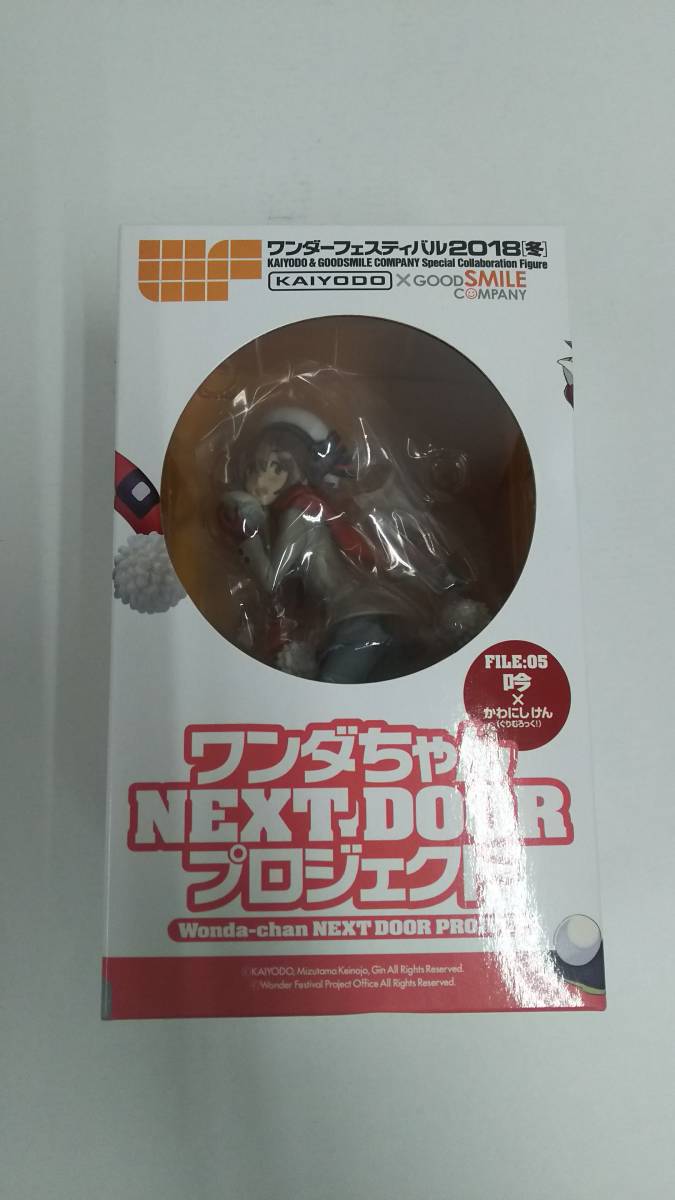 ワンダーフェスティバル2018[冬]
KAIYODO & GOODSMILE COMPANY Special Collaboration Figure
KAIYODO × GOOD SMILE COMPANY
FILE:05
吟
×
かわにしけん
(ぐりむろっく!)
ワンダちゃん
NEXT DOOR
プロジェクト
Wonda-chan NEXT DOOR
©KAIYODO, Mizutama Keinojo, Gin All Rights Reserved.
©Wonder Festival Project Office All Rights Reserved.